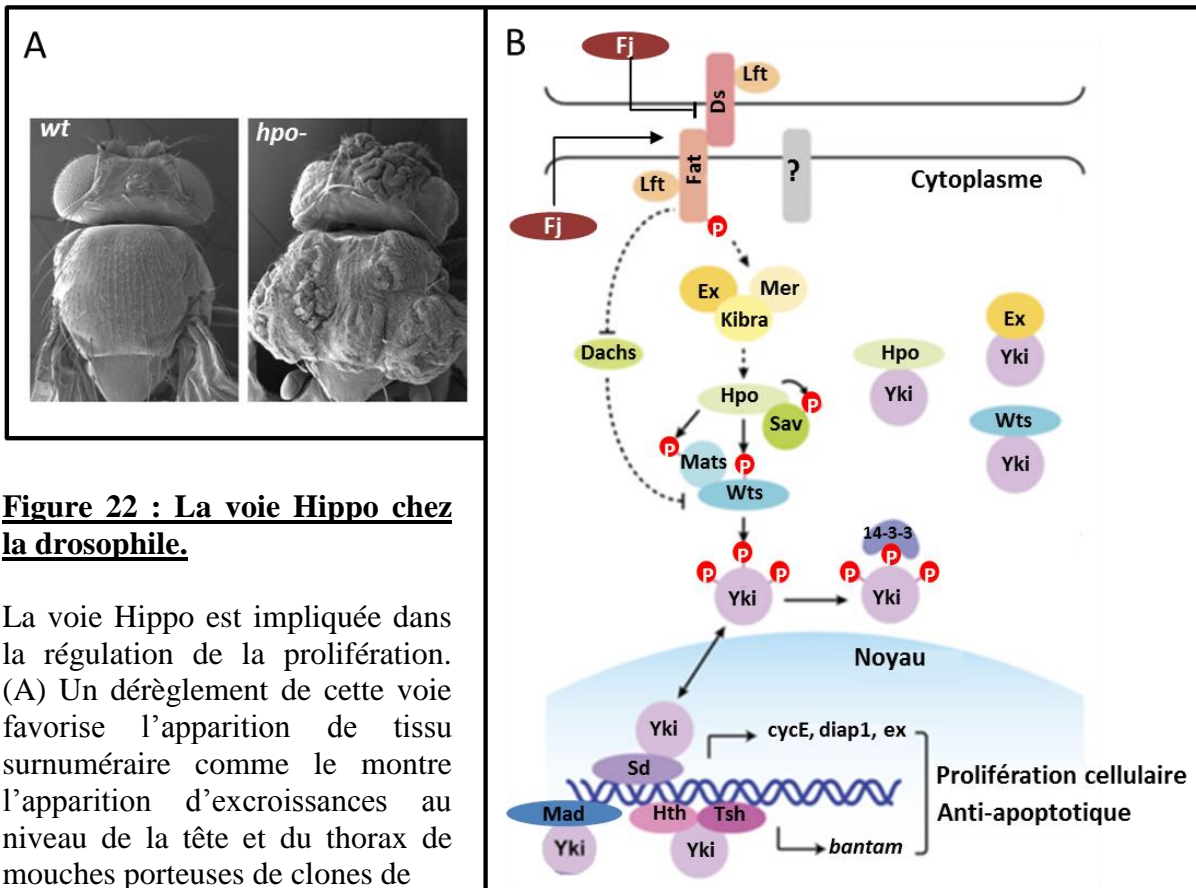 A
wt
hpo-
Figure 22 : La voie Hippo chez
la drosophile.
La voie Hippo est impliquée dans
la régulation de la prolifération.
(A) Un dérèglement de cette voie
favorise l’apparition de tissu
surnuméraire comme le montre
l’apparition d’excroissances au
niveau de la tête et du thorax de
mouches porteuses de clones de
B
Fj
Lft
Ds
Fat
?
Cytoplasme
Lft
Fj
P
Ex
Mer
Kibra
Dachs
Hpo
P
Sav
P
Mats
P
Wts
Hpo
Yki
Ex
Yki
Wts
Yki
P
P
P
Yki
14-3-3
P
P
P
Yki
Noyau
Yki
Sd
cycE, diap1, ex
Mad
Yki
Hth
Tsh
Yki
bantam
Prolifération cellulaire
Anti-apoptotique